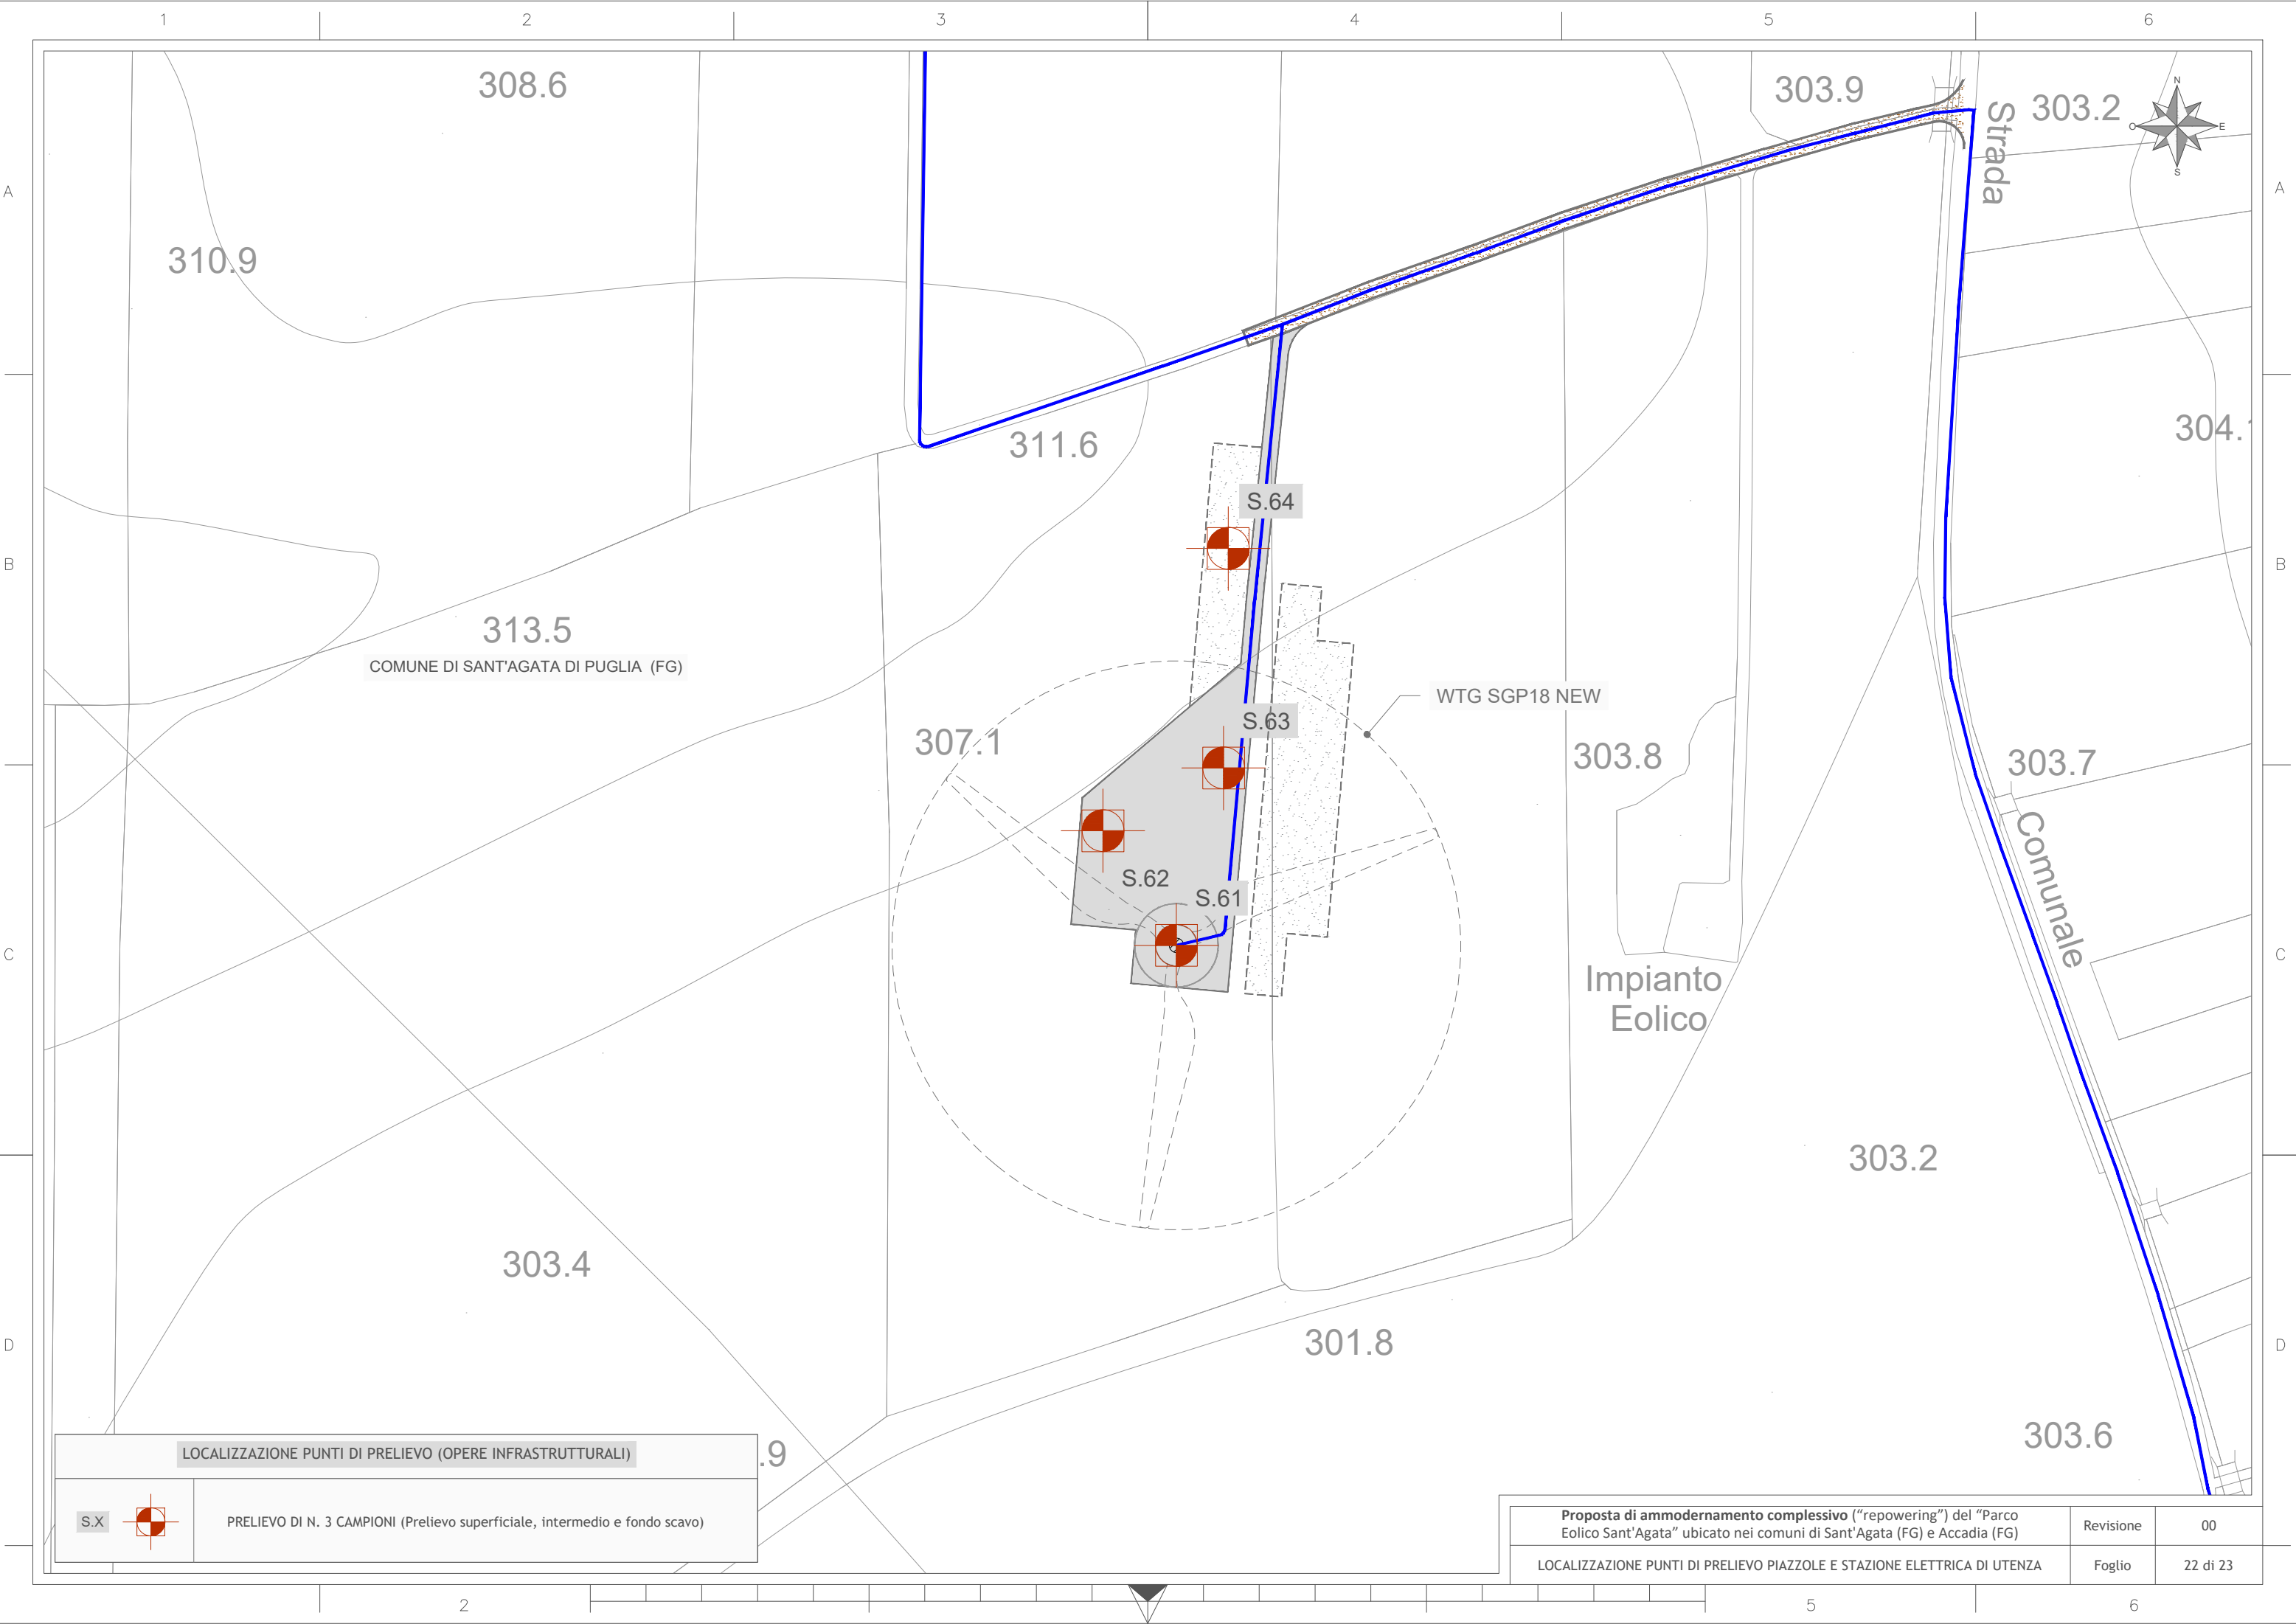 1 2 3 4 5 6
308.6
303.9
303.2
N
O E
S
Strada
A A
310.9
304.
311.6
S.64
B B
313.5
COMUNE DI SANT'AGATA DI PUGLIA (FG)
WTG SGP18 NEW
S.63
307.1
303.8
303.7
Comunale
S.62
S.61
C C
Impianto
Eolico
303.2
303.4
301.8
D D
303.6
.9
LOCALIZZAZIONE PUNTI DI PRELIEVO (OPERE INFRASTRUTTURALI)
S.X
PRELIEVO DI N. 3 CAMPIONI (Prelievo superficiale, intermedio e fondo scavo)
Proposta di ammodernamento complessivo (“repowering”) del “Parco
Eolico Sant'Agata” ubicato nei comuni di Sant'Agata (FG) e Accadia (FG)
Revisione 00
LOCALIZZAZIONE PUNTI DI PRELIEVO PIAZZOLE E STAZIONE ELETTRICA DI UTENZA
Foglio 22 di 23
2 5 6